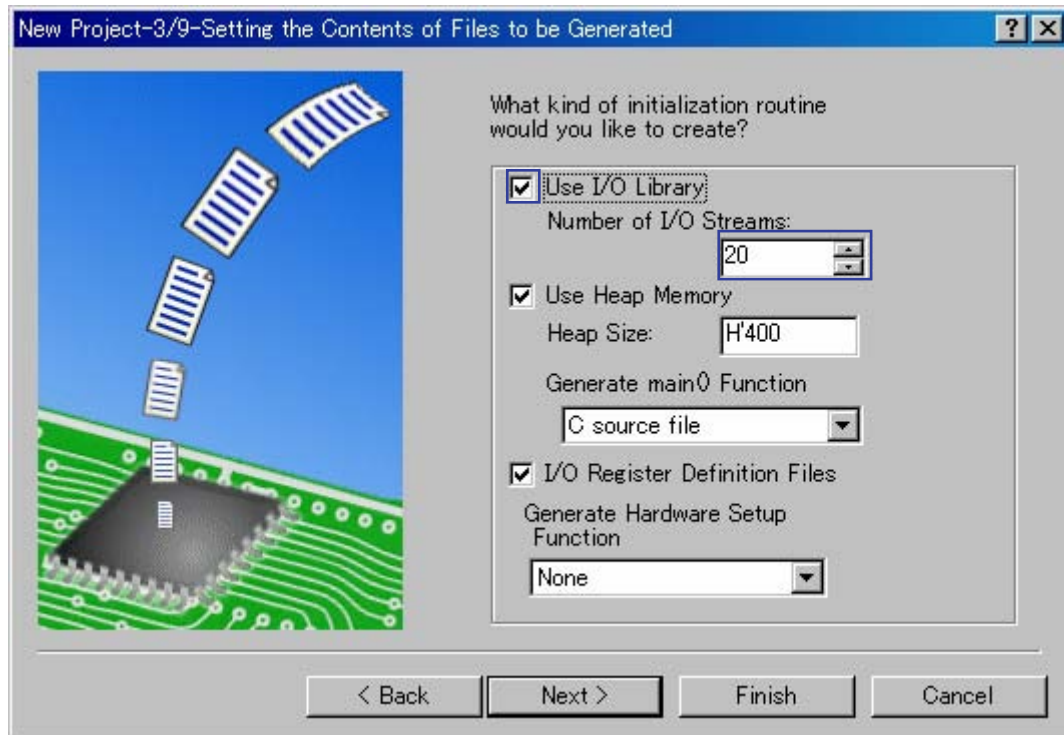 New Project-3/9-Setting the Contents of Files to be Generated
What kind of initialization routine
would you like to create?
Use I/O Library
Number of I/O Streams:
20
Use Heap Memory
Heap Size:
H'400
Generate main() Function
C source file
I/O Register Definition Files
Generate Hardware Setup
Function
None
< Back
Next >
Finish
Cancel